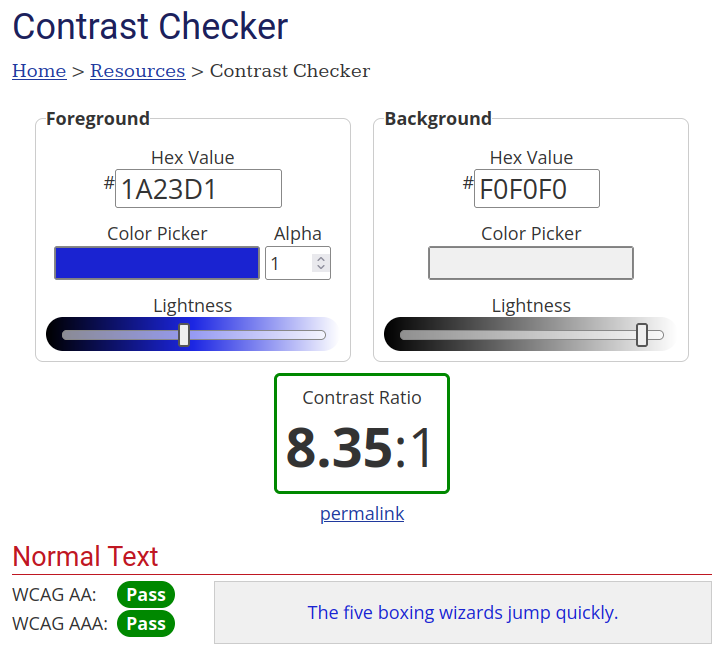 Contrast Checker
Home > Resources > Contrast Checker
Foreground
Hex Value
#1A23D1
Color Picker Alpha
1
Lightness
Background
Hex Value
#F0F0F0
Color Picker
Lightness
Contrast Ratio
8.35:1
permalink
Normal Text
WCAG AA: Pass
WCAG AAA: Pass
The five boxing wizards jump quickly.